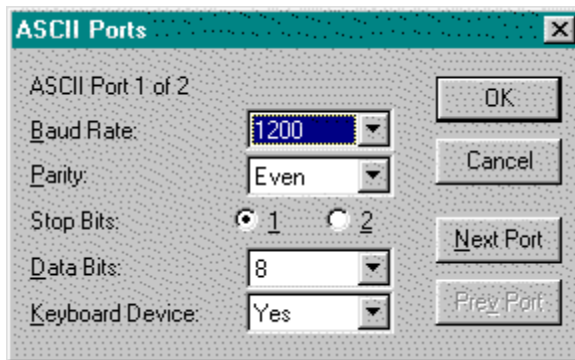 ASCII Ports
ASCII Port 1 of 2
Baud Rate: 1200
Parity: Even
Stop Bits: 1 2
Data Bits: 8
Keyboard Device: Yes
OK
Cancel
Next Port
Prev Port